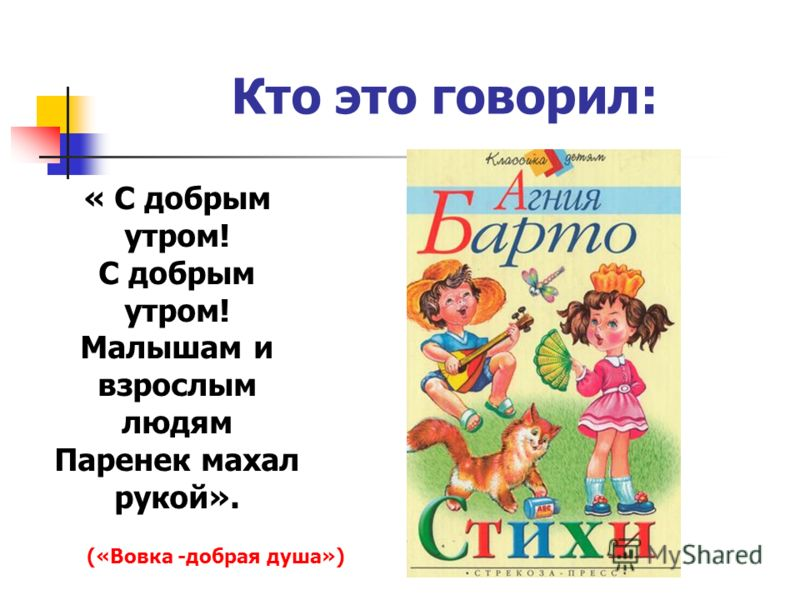 Кто это говорил:
« С добрым
утром!
С добрым
утром!
Малышам и
взрослым
людям
Паренек махал
рукой».
(«Вовка -добрая душа»)
Классика детям
Агния
Барто
АБВ
Стихи
• СТРЕКОЗА-ПРЕСС •
MyShared